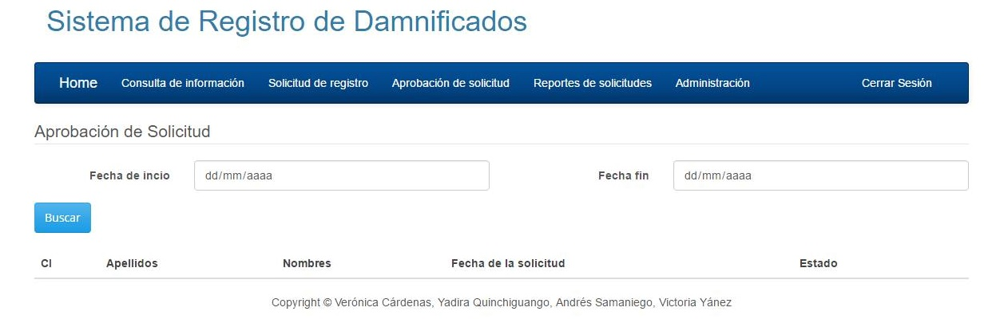 Sistema de Registro de Damnificados
Home Consulta de información Solicitud de registro Aprobación de solicitud Reportes de solicitudes Administración Cerrar Sesión
Aprobación de Solicitud
Fecha de incio dd/mm/aaaa Fecha fin dd/mm/aaaa
Buscar
CI Apellidos Nombres Fecha de la solicitud Estado
Copyright © Verónica Cárdenas, Yadira Quinchiguango, Andrés Samaniego, Victoria Yánez